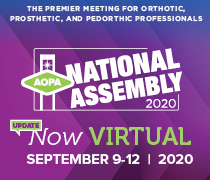 THE PREMIER MEETING FOR ORTHOTIC,
PROSTHETIC, AND PEDORTHIC PROFESSIONALS
AOPA
NATIONAL
ASSEMBLY
2020
UPDATE
Now VIRTUAL
SEPTEMBER 9-12 | 2020